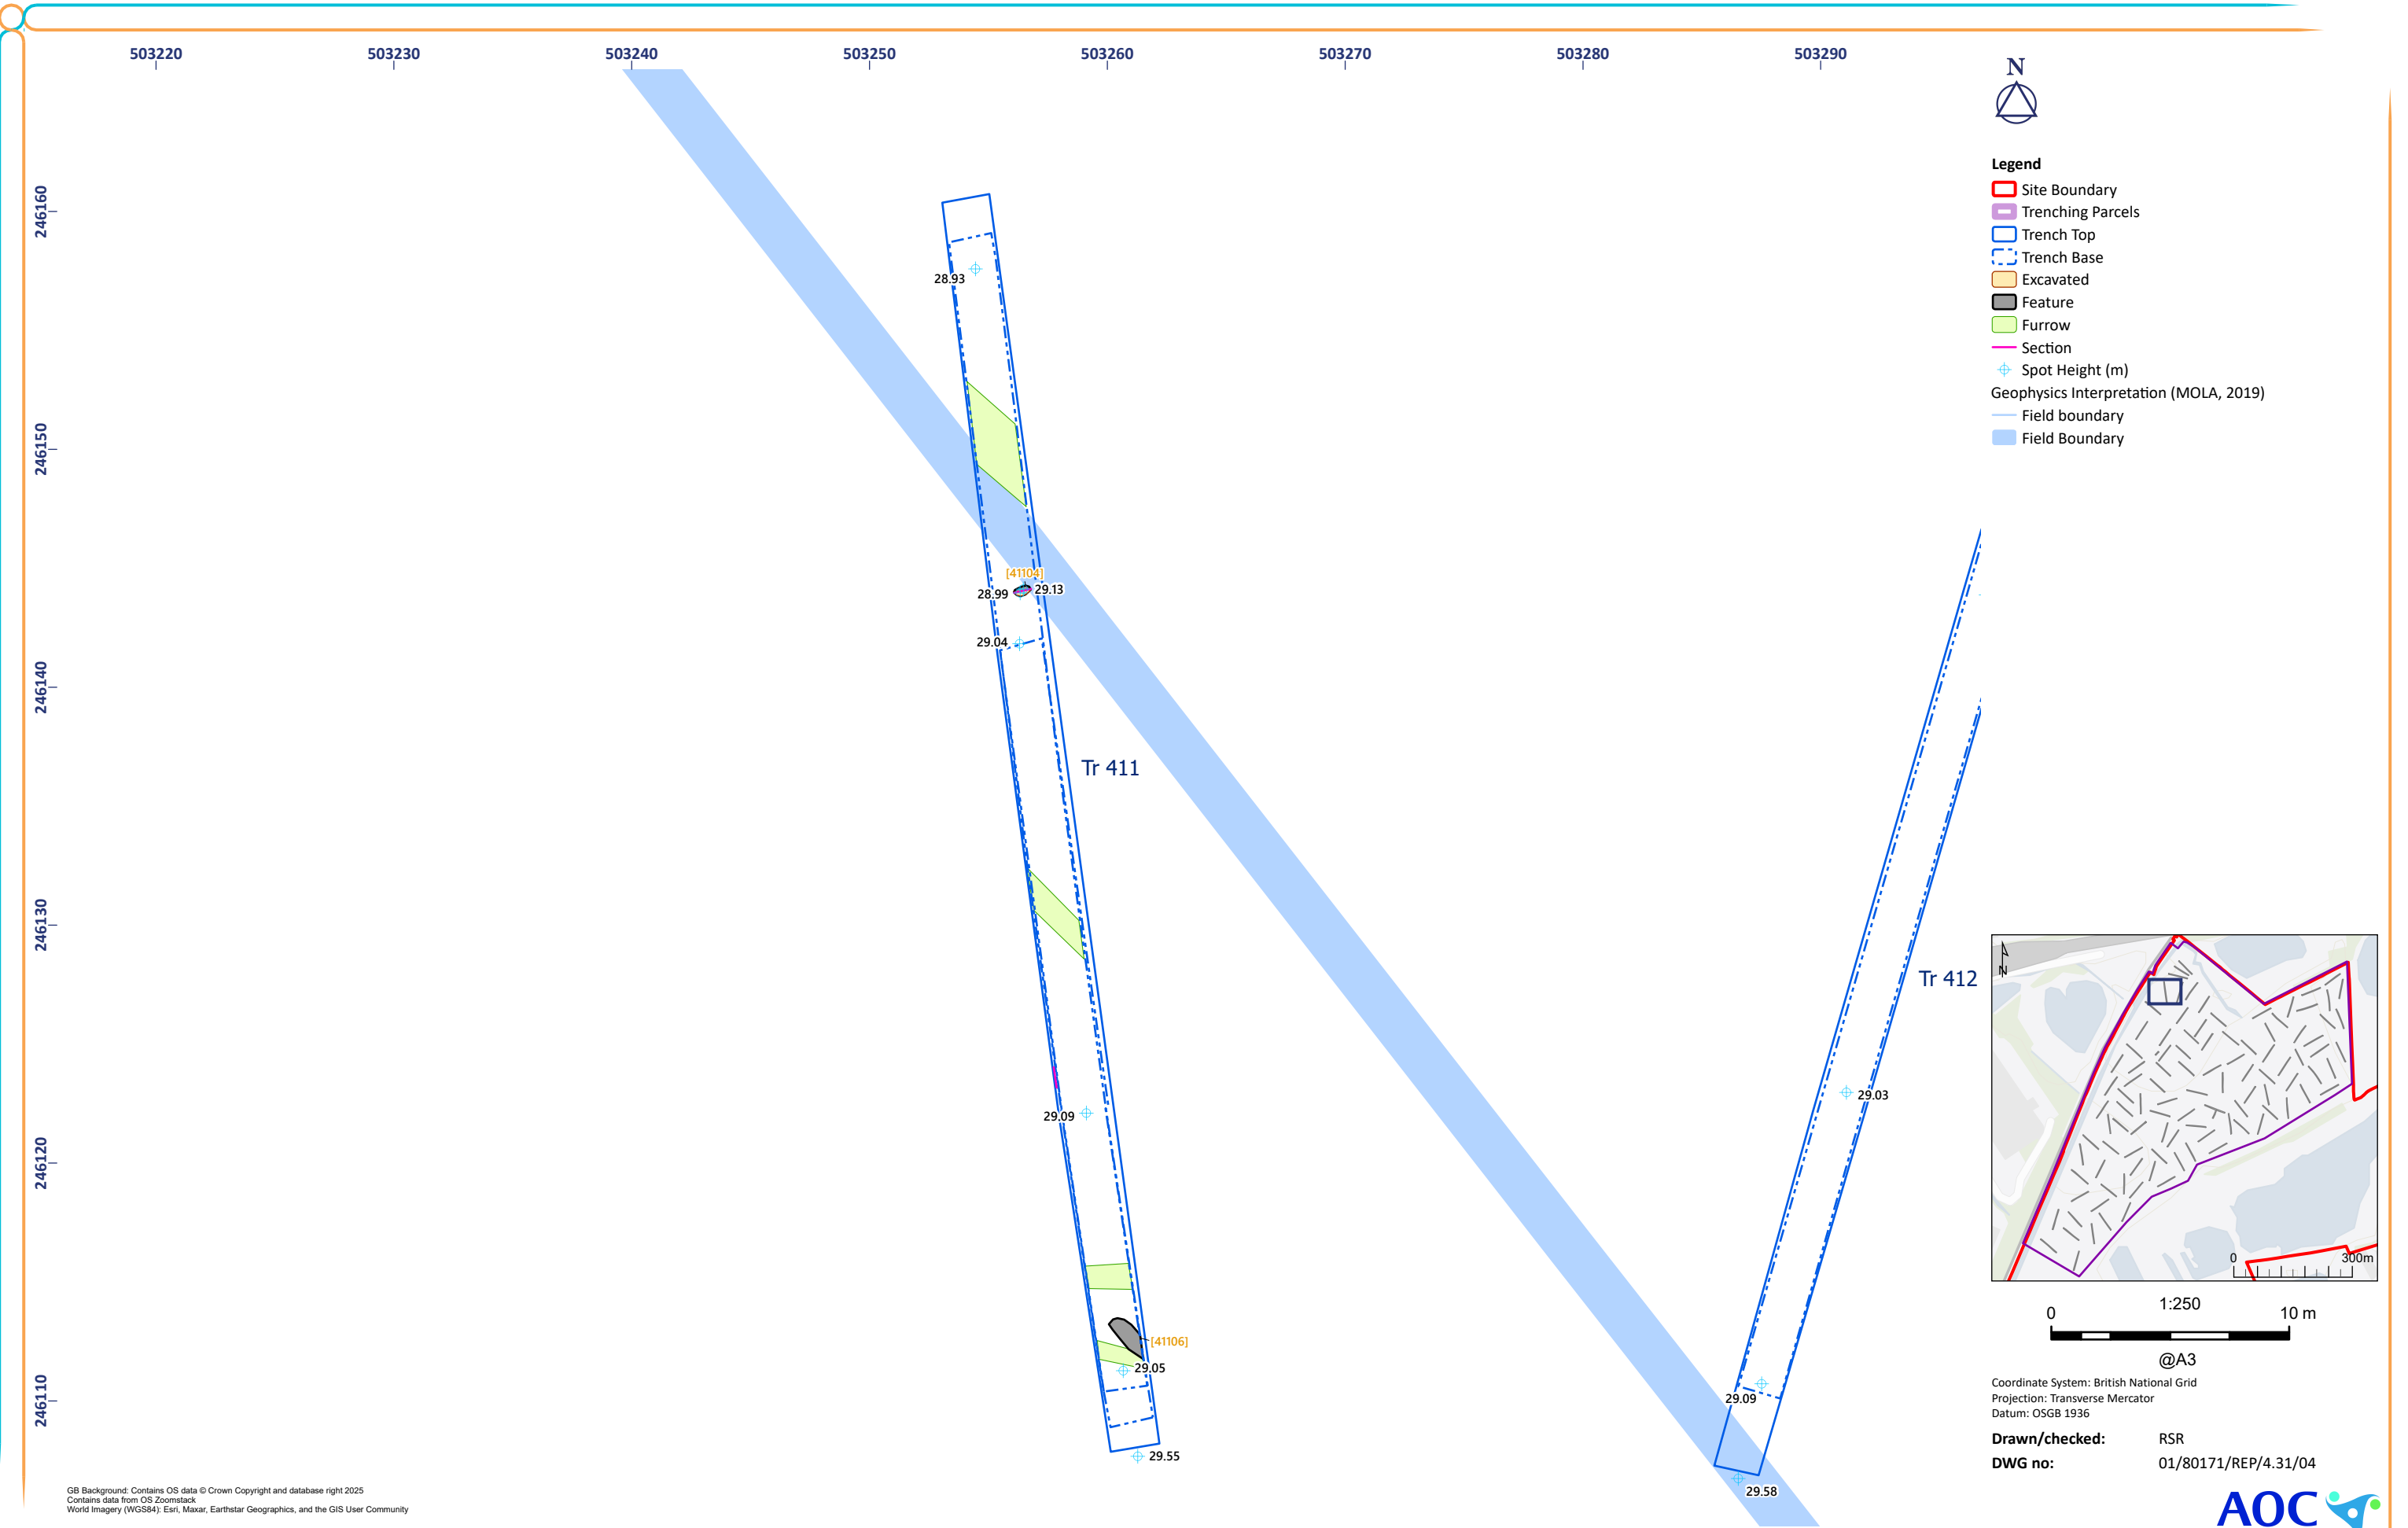 503220 503230 503240 503250 503260 503270 503280 503290
N
246160
246150
246140
246130
246120
246110
28.93
[41104]
28.99
29.13
29.04
Tr 411
29.09
[41106]
29.05
29.55
Tr 412
29.03
29.09
29.58
Legend
Site Boundary
Trenching Parcels
Trench Top
Trench Base
Excavated
Feature
Furrow
Section
Spot Height (m)
Geophysics Interpretation (MOLA, 2019)
Field boundary
Field Boundary
N
0 300m
1:250
0 10 m
@A3
Coordinate System: British National Grid
Projection: Transverse Mercator
Datum: OSGB 1936
Drawn/checked: RSR
DWG no: 01/80171/REP/4.31/04
AOC
GB Background: Contains OS data © Crown Copyright and database right 2025
Contains data from OS Zoomstack
World Imagery (WGS84): Esri, Maxar, Earthstar Geographics, and the GIS User Community